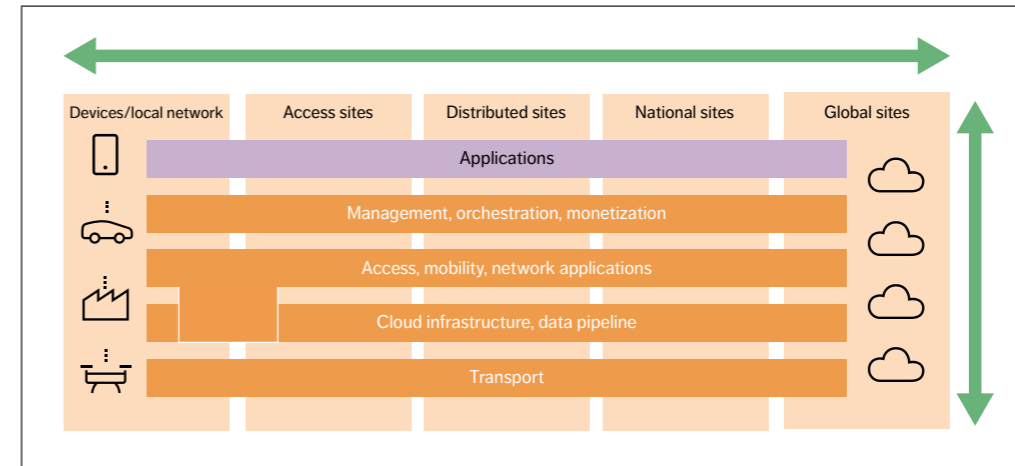 Devices/local network
Access sites
Distributed sites
National sites
Global sites
Applications
Management, orchestration, monetization
Access, mobility, network applications
Cloud infrastructure, data pipeline
Transport